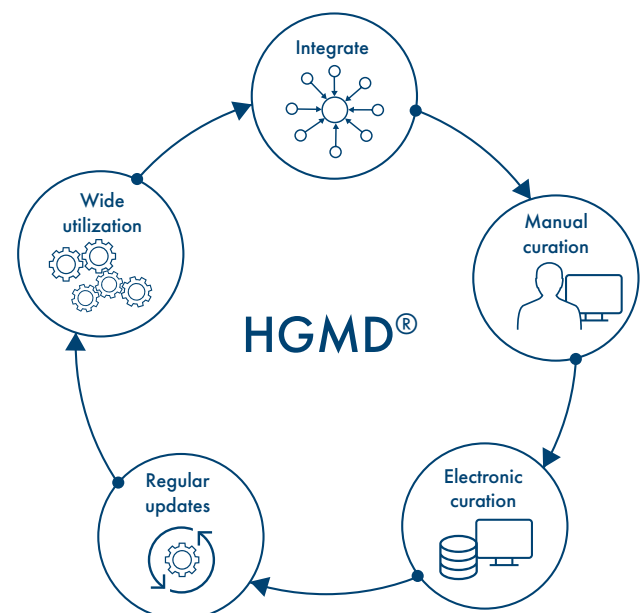 Integrate
Manual
curation
Electronic
curation
Regular
updates
Wide
utilization
HGMD®